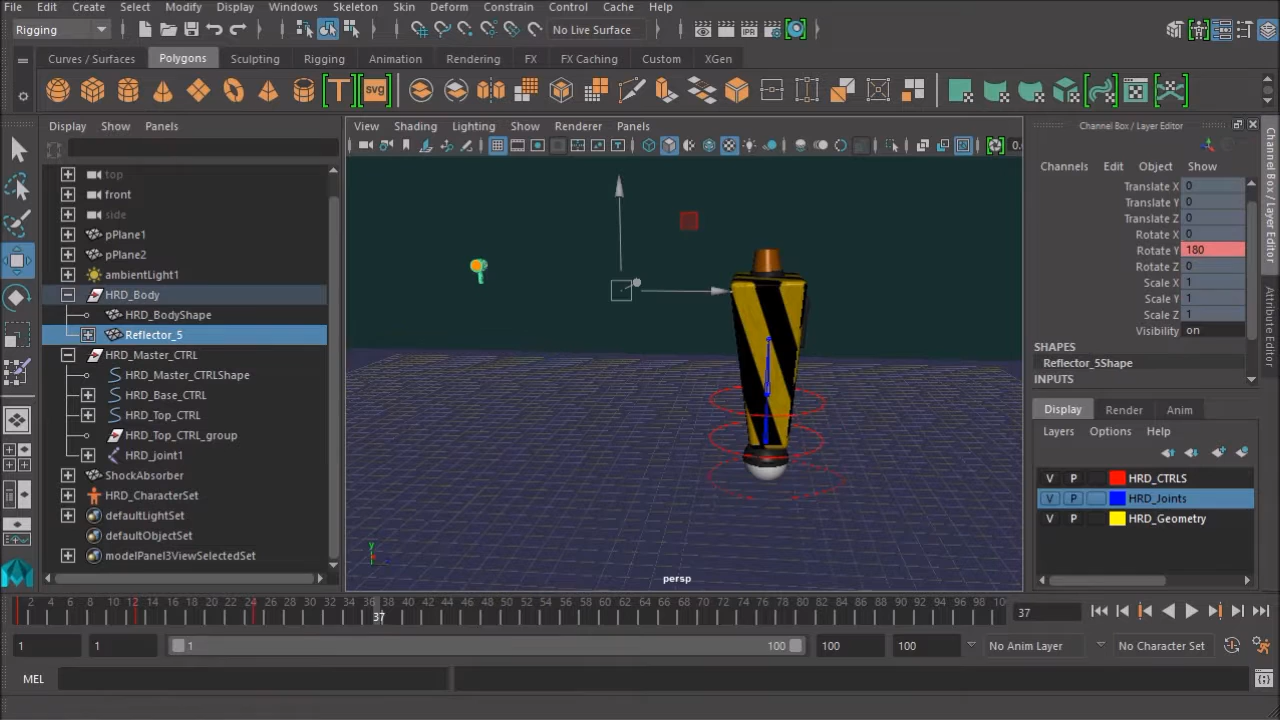 File Edit Create Select Modify Display Windows Skeleton Skin Deform Constrain Control Cache Help
Rigging No Live Surface IPR
Curves / Surfaces Polygons Sculpting Rigging Animation Rendering FX FX Caching Custom XGen
T svg
Display Show Panels
View Shading Lighting Show Renderer Panels
Channel Box / Layer Editor
0.
top
front
side
pPlane1
pPlane2
ambientLight1
HRD_Body
HRD_BodyShape
Reflector_5
HRD_Master_CTRL
HRD_Master_CTRLShape
HRD_Base_CTRL
HRD_Top_CTRL
HRD_Top_CTRL_group
HRD_joint1
ShockAbsorber
HRD_CharacterSet
defaultLightSet
defaultObjectSet
modelPanel3ViewSelectedSet
y
persp
Channels Edit Object Show
Translate X 0
Translate Y 0
Translate Z 0
Rotate X 0
Rotate Y 180
Rotate Z 0
Scale X 1
Scale Y 1
Scale Z 1
Visibility on
SHAPES
Reflector_5Shape
INPUTS
Display Render Anim
Layers Options Help
V P HRD_CTRLS
V P HRD_Joints
V P HRD_Geometry
Channel Box / Layer Editor
Attribute Editor
2 4 6 8 10 12 14 16 18 20 22 24 26 28 30 32 34 36 38 40 42 44 46 48 50 52 54 56 58 60 62 64 66 68 70 72 74 76 78 80 82 84 86 88 90 92 94 96 98 10
37
37
1 1 1 100 100 100 No Anim Layer No Character Set
MEL